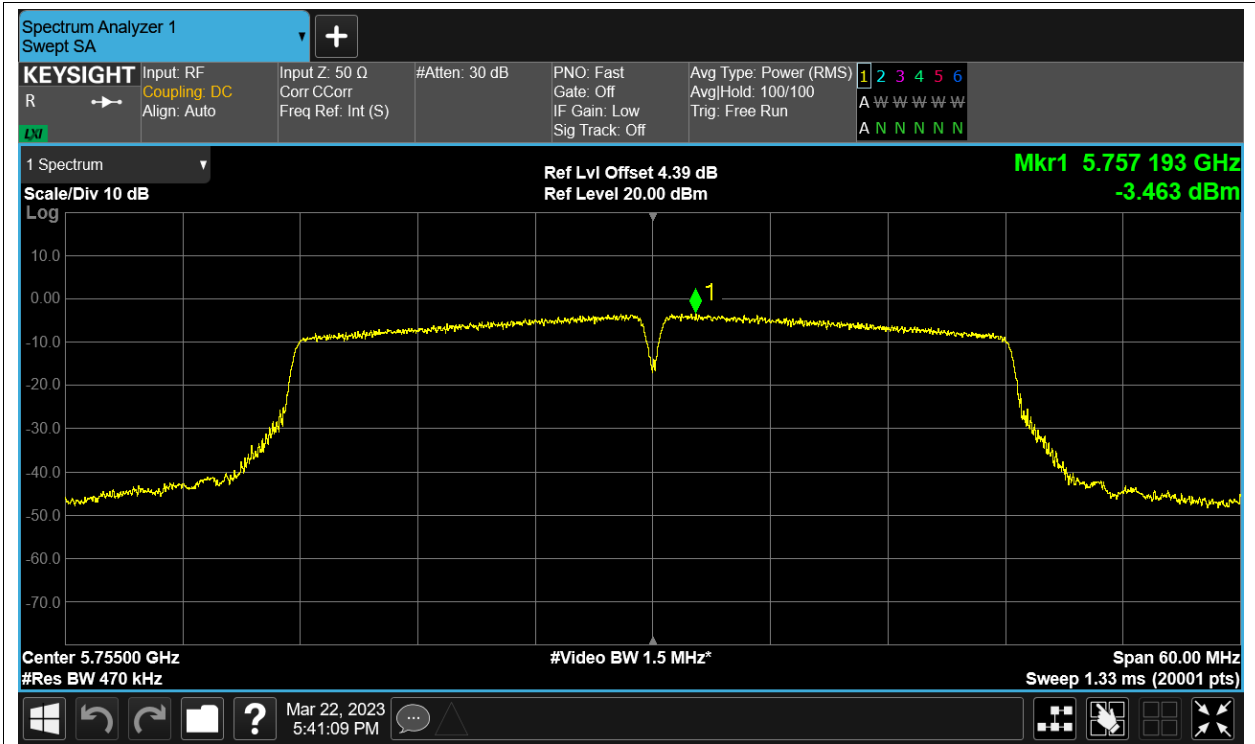 Spectrum Analyzer 1
Swept SA
KEYSIGHT
R
LXI
Input: RF
Coupling: DC
Align: Auto
Input Z: 50 Ω
Corr CCorr
Freq Ref: Int (S)
#Atten: 30 dB
PNO: Fast
Gate: Off
IF Gain: Low
Sig Track: Off
Avg Type: Power (RMS)
Avg|Hold: 100/100
Trig: Free Run
1 2 3 4 5 6
A W W W W W
A N N N N N
1 Spectrum
Scale/Div 10 dB
Log
Ref Lvl Offset 4.39 dB
Ref Level 20.00 dBm
Mkr1 5.757 193 GHz
-3.463 dBm
10.0
0.00
-10.0
-20.0
-30.0
-40.0
-50.0
-60.0
-70.0
1
Center 5.75500 GHz
#Res BW 470 kHz
#Video BW 1.5 MHz*
Span 60.00 MHz
Sweep 1.33 ms (20001 pts)
?
Mar 22, 2023
5:41:09 PM